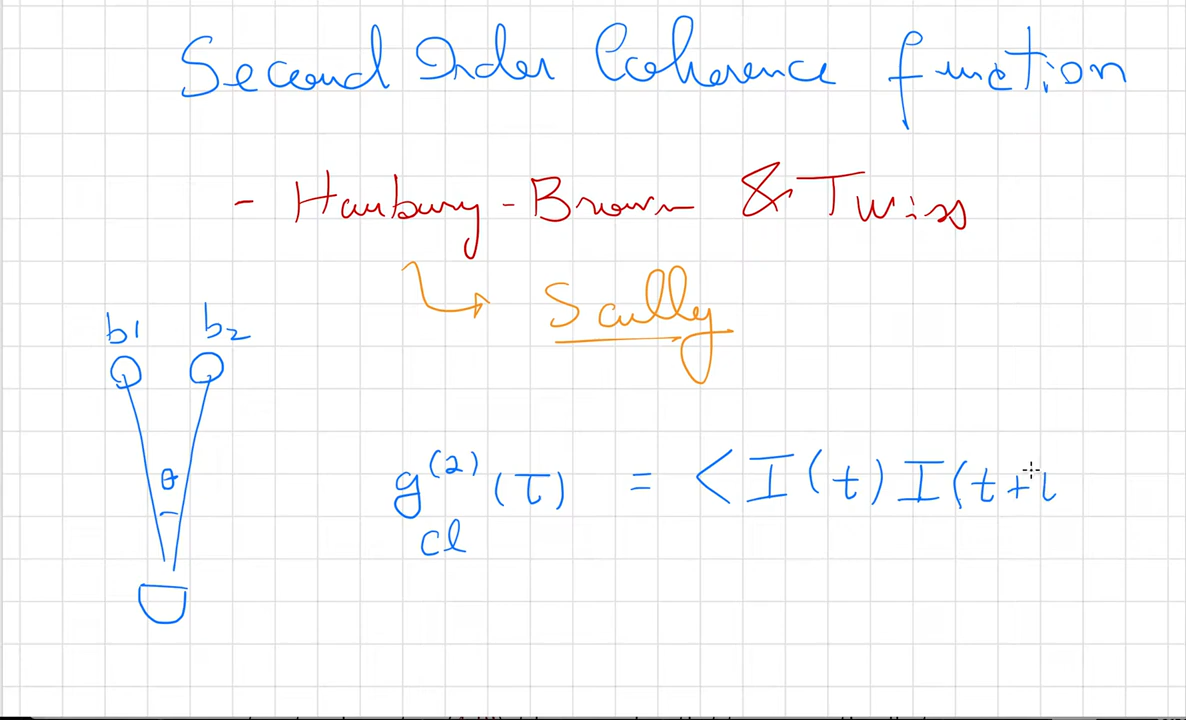 Second Order Coherence function
- Hanbury-Brown & Twiss
Scully
b1 b2
θ
g^(2)(τ) = <I(t) I(t+
cl